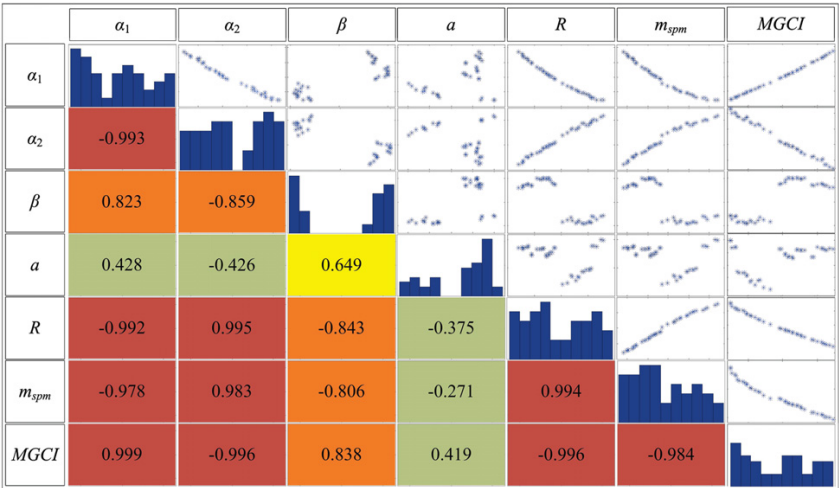 α1 α2 β a R mspm MGCI
α1
α2 -0.993
β 0.823 -0.859
a 0.428 -0.426 0.649
R -0.992 0.995 -0.843 -0.375
mspm -0.978 0.983 -0.806 -0.271 0.994
MGCI 0.999 -0.996 0.838 0.419 -0.996 -0.984